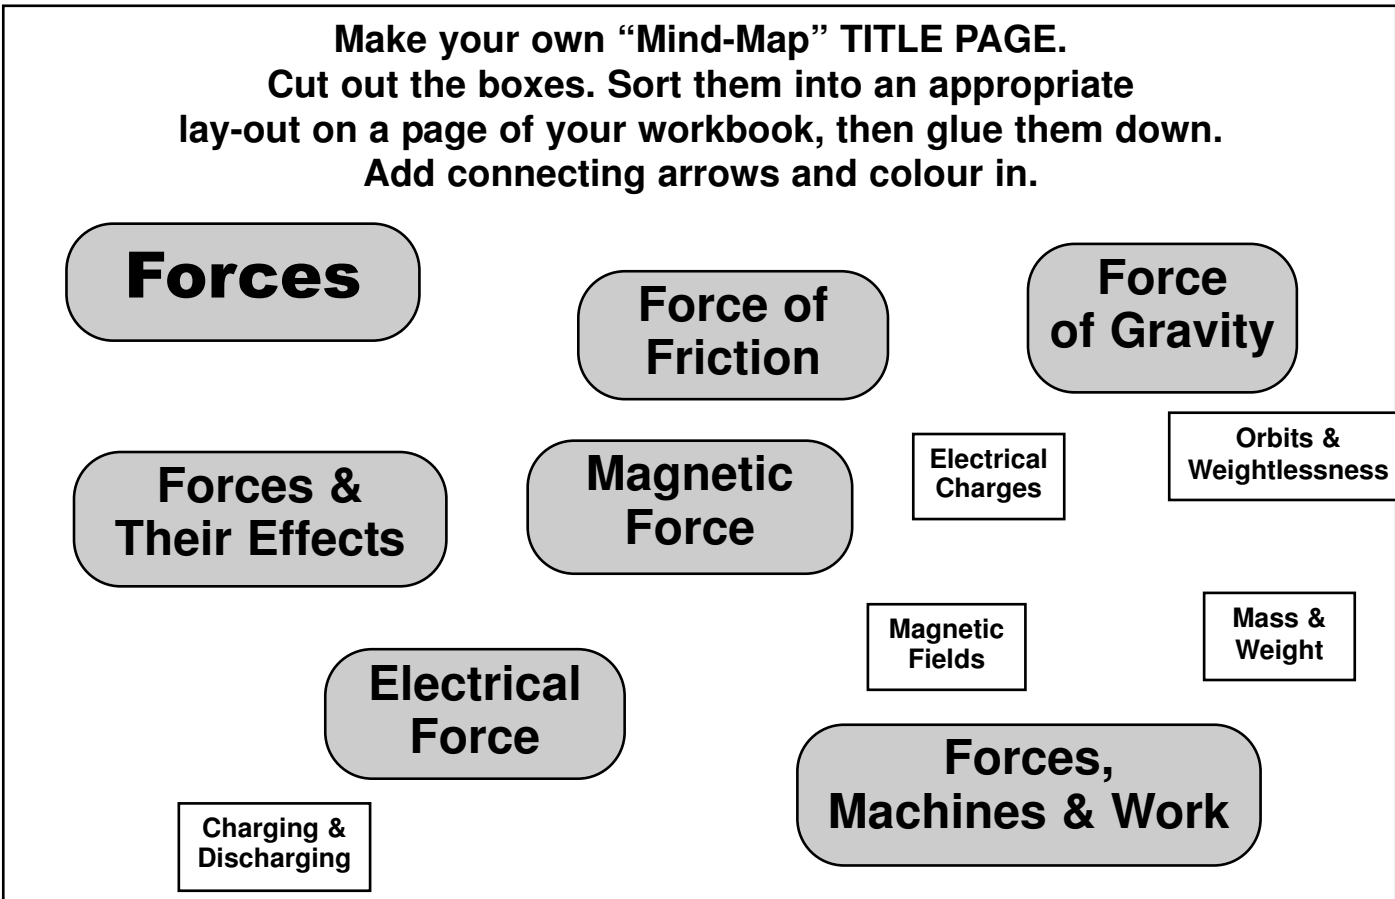 Make your own “Mind-Map” TITLE PAGE.
Cut out the boxes. Sort them into an appropriate
lay-out on a page of your workbook, then glue them down.
Add connecting arrows and colour in.
Forces
Force of
Friction
Force
of Gravity
Forces &
Their Effects
Magnetic
Force
Electrical
Charges
Orbits &
Weightlessness
Magnetic
Fields
Mass &
Weight
Electrical
Force
Forces,
Machines & Work
Charging &
Discharging